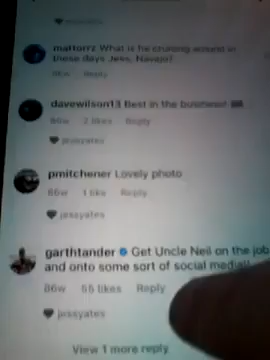 jessyates
mattorrz What is he cruising around in
these days Jess, Navajo?
Reply
davewilson13 Best in the business!
86w 2 likes Reply
jessyates
pmitchener Lovely photo
86w 1 like Reply
jessyates
garthtander Get Uncle Neil on the job
and onto some sort of social media!!
86w 55 likes Reply
jessyates
View 1 more reply